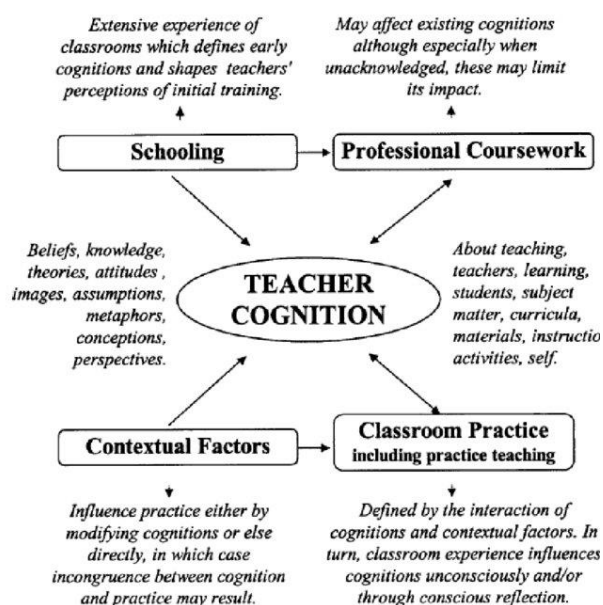 Extensive experience of
classrooms which defines early
cognitions and shapes teachers'
perceptions of initial training.
May affect existing cognitions
although especially when
unacknowledged, these may limit
its impact.
Schooling
Professional Coursework
Beliefs, knowledge,
theories, attitudes ,
images, assumptions,
metaphors,
conceptions,
perspectives.
TEACHER
COGNITION
About teaching,
teachers, learning,
students, subject
matter, curricula,
materials, instructio
activities, self.
Contextual Factors
Classroom Practice
including practice teaching
Influence practice either by
modifying cognitions or else
directly, in which case
incongruence between cognition
and practice may result.
Defined by the interaction of
cognitions and contextual factors. In
turn, classroom experience influences
cognitions unconsciously and/or
through conscious reflection.